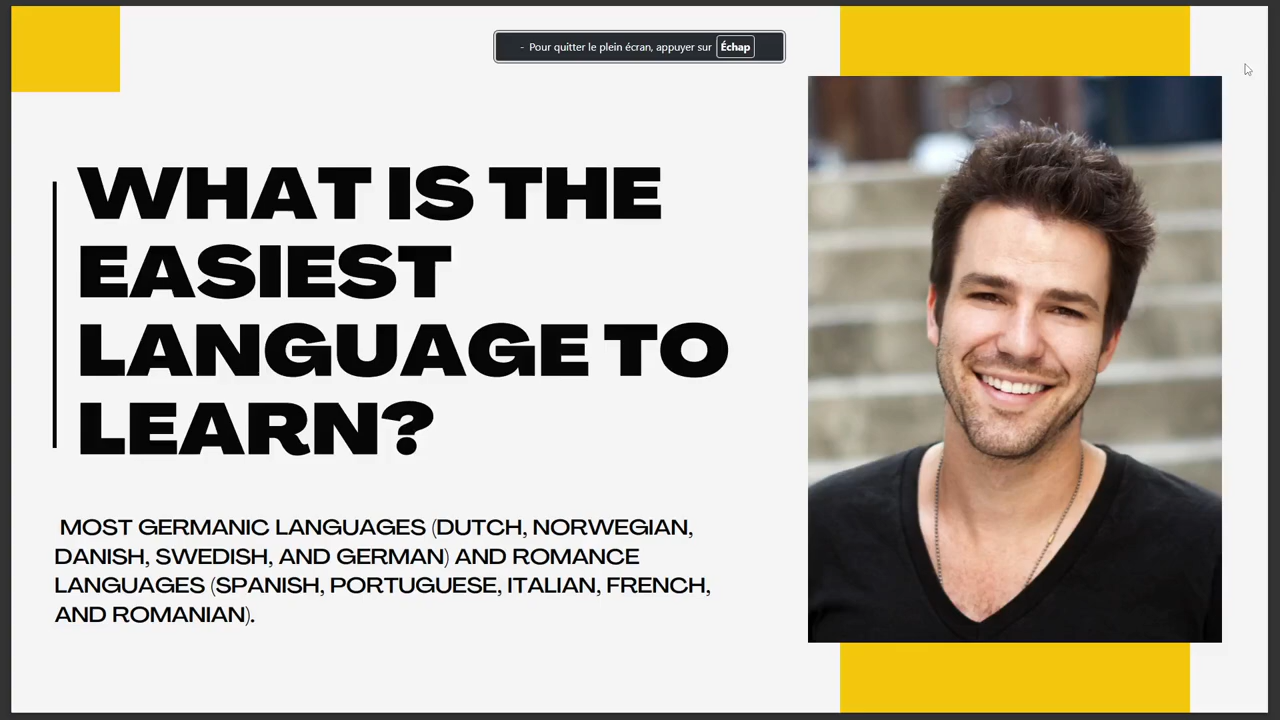 - Pour quitter le plein écran, appuyer sur Échap
WHAT IS THE
EASIEST
LANGUAGE TO
LEARN?
MOST GERMANIC LANGUAGES (DUTCH, NORWEGIAN,
DANISH, SWEDISH, AND GERMAN) AND ROMANCE
LANGUAGES (SPANISH, PORTUGUESE, ITALIAN, FRENCH,
AND ROMANIAN).